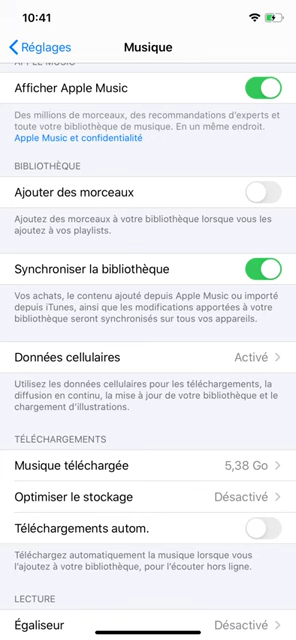 10:41
Réglages
Musique
APPLE MUSIC
Afficher Apple Music
Des millions de morceaux, des recommandations d'experts et
toute votre bibliothèque de musique. En un même endroit.
Apple Music et confidentialité
BIBLIOTHÈQUE
Ajouter des morceaux
Ajoutez des morceaux à votre bibliothèque lorsque vous les
ajoutez à vos playlists.
Synchroniser la bibliothèque
Vos achats, le contenu ajouté depuis Apple Music ou importé
depuis iTunes, ainsi que les modifications apportées à votre
bibliothèque seront synchronisés sur tous vos appareils.
Données cellulaires Activé
Utilisez les données cellulaires pour les téléchargements, la
diffusion en continu, la mise à jour de votre bibliothèque et le
chargement d'illustrations.
TÉLÉCHARGEMENTS
Musique téléchargée 5,38 Go
Optimiser le stockage Désactivé
Téléchargements autom.
Téléchargez automatiquement la musique lorsque vous
l'ajoutez à votre bibliothèque, pour l'écouter hors ligne.
LECTURE
Égaliseur Désactivé